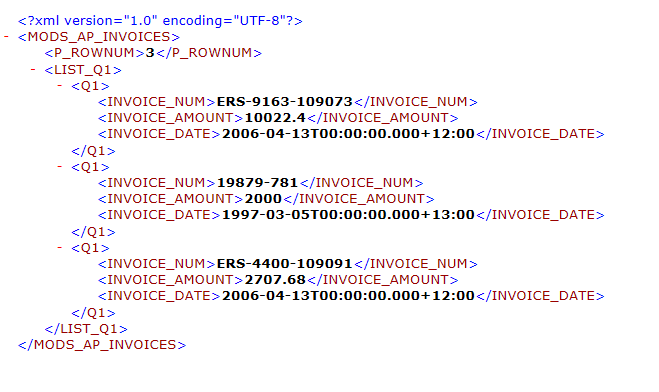 <?xml version="1.0" encoding="UTF-8"?>
- <MODS_AP_INVOICES>
<P_ROWNUM>3</P_ROWNUM>
- <LIST_Q1>
- <Q1>
<INVOICE_NUM>ERS-9163-109073</INVOICE_NUM>
<INVOICE_AMOUNT>10022.4</INVOICE_AMOUNT>
<INVOICE_DATE>2006-04-13T00:00:00.000+12:00</INVOICE_DATE>
</Q1>
- <Q1>
<INVOICE_NUM>19879-781</INVOICE_NUM>
<INVOICE_AMOUNT>2000</INVOICE_AMOUNT>
<INVOICE_DATE>1997-03-05T00:00:00.000+13:00</INVOICE_DATE>
</Q1>
- <Q1>
<INVOICE_NUM>ERS-4400-109091</INVOICE_NUM>
<INVOICE_AMOUNT>2707.68</INVOICE_AMOUNT>
<INVOICE_DATE>2006-04-13T00:00:00.000+12:00</INVOICE_DATE>
</Q1>
</LIST_Q1>
</MODS_AP_INVOICES>